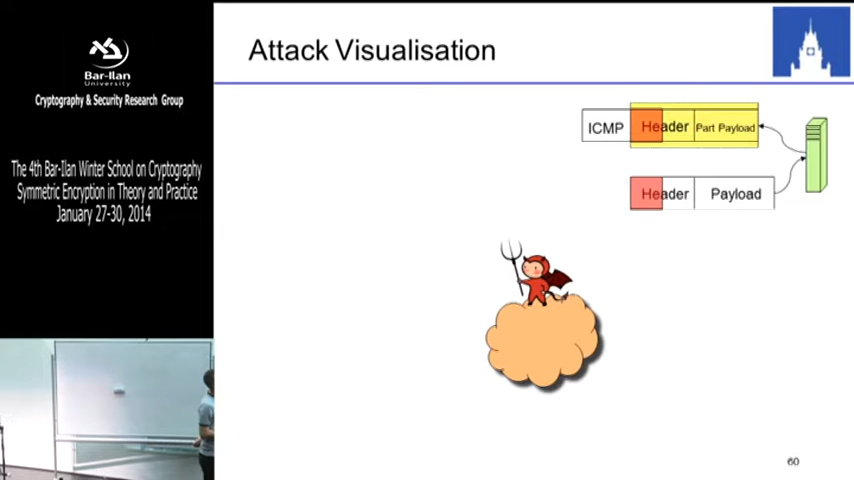 Bar-Ilan
University
Cryptography & Security Research Group
The 4th Bar-Ilan Winter School on Cryptography
Symmetric Encryption in Theory and Practice
January 27-30, 2014
Attack Visualisation
ICMP
Header
Part Payload
Header
Payload
60